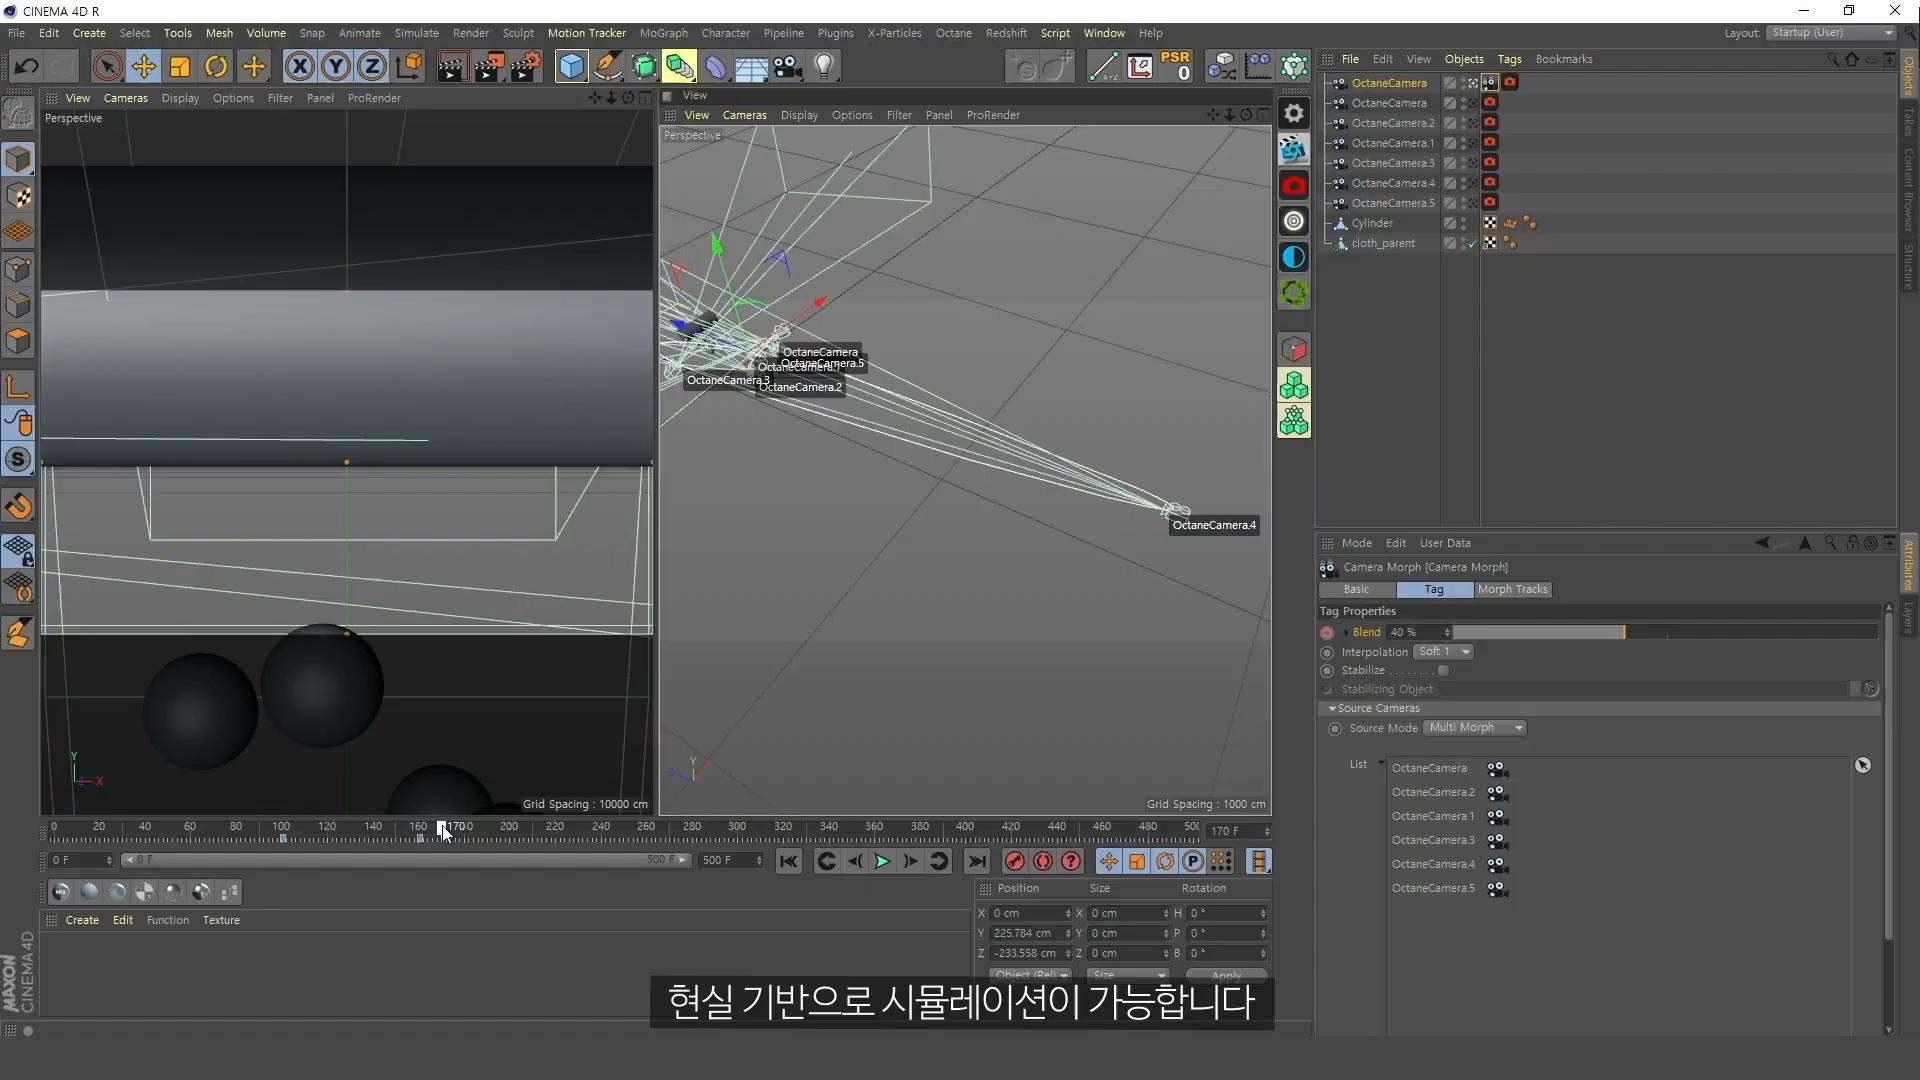 CINEMA 4D R
File Edit Create Select Tools Mesh Volume Snap Animate Simulate Render Sculpt Motion Tracker MoGraph Character Pipeline Plugins X-Particles Octane Redshift Script Window Help
Layout: Startup (User)
X Y Z
PSR
0
View Cameras Display Options Filter Panel ProRender
Perspective
Grid Spacing : 10000 cm
View
View Cameras Display Options Filter Panel ProRender
Perspective
OctaneCamera
OctaneCamera.5
OctaneCamera.3
OctaneCamera.2
OctaneCamera.4
Grid Spacing : 1000 cm
File Edit View Objects Tags Bookmarks
OctaneCamera
OctaneCamera
OctaneCamera.2
OctaneCamera.1
OctaneCamera.3
OctaneCamera.4
OctaneCamera.5
Cylinder
cloth_parent
Objects
Takes
Content Browser
Structure
Mode Edit User Data
Camera Morph [Camera Morph]
Basic Tag Morph Tracks
Tag Properties
Blend 40 %
Interpolation Soft 1
Stabilize
Stabilizing Object
Source Cameras
Source Mode Multi Morph
List
OctaneCamera
OctaneCamera.2
OctaneCamera.1
OctaneCamera.3
OctaneCamera.4
OctaneCamera.5
Attributes
Layers
0 20 40 60 80 100 120 140 160 170 200 220 240 260 280 300 320 340 360 380 400 420 440 460 480 500
170 F
0 F 0 F 500 F 500 F
Create Edit Function Texture
Position Size Rotation
X 0 cm X 0 cm H 0 °
Y 225.784 cm Y 0 cm P 0 °
Z -233.558 cm Z 0 cm B 0 °
Object (Rel) Size Apply
MAXON
CINEMA 4D
현실 기반으로 시뮬레이션이 가능합니다